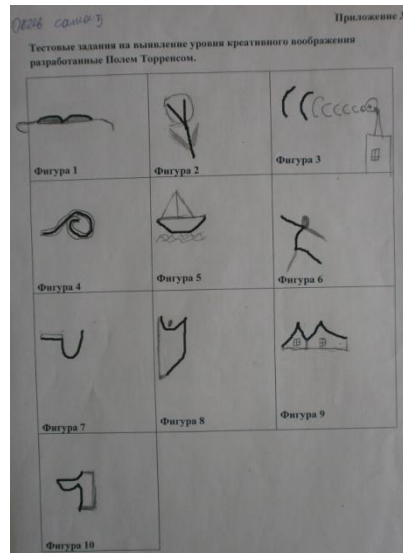 Приложение
Тестовые задания на выявление уровня креативного воображения
разработанные Полем Торренсом.
Фигура 1
Фигура 2
Фигура 3
Фигура 4
Фигура 5
Фигура 6
Фигура 7
Фигура 8
Фигура 9
Фигура 10